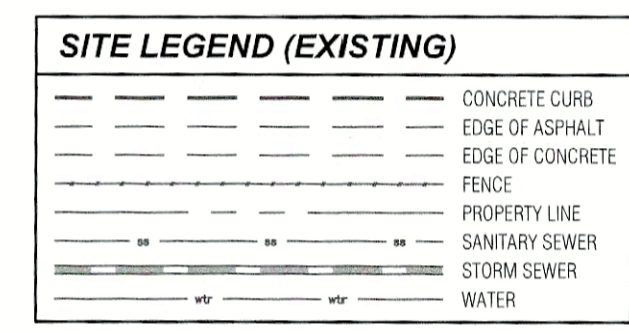 SITE LEGEND (EXISTING)
CONCRETE CURB
EDGE OF ASPHALT
EDGE OF CONCRETE
FENCE
PROPERTY LINE
ss ss ss SANITARY SEWER
STORM SEWER
wtr wtr WATER